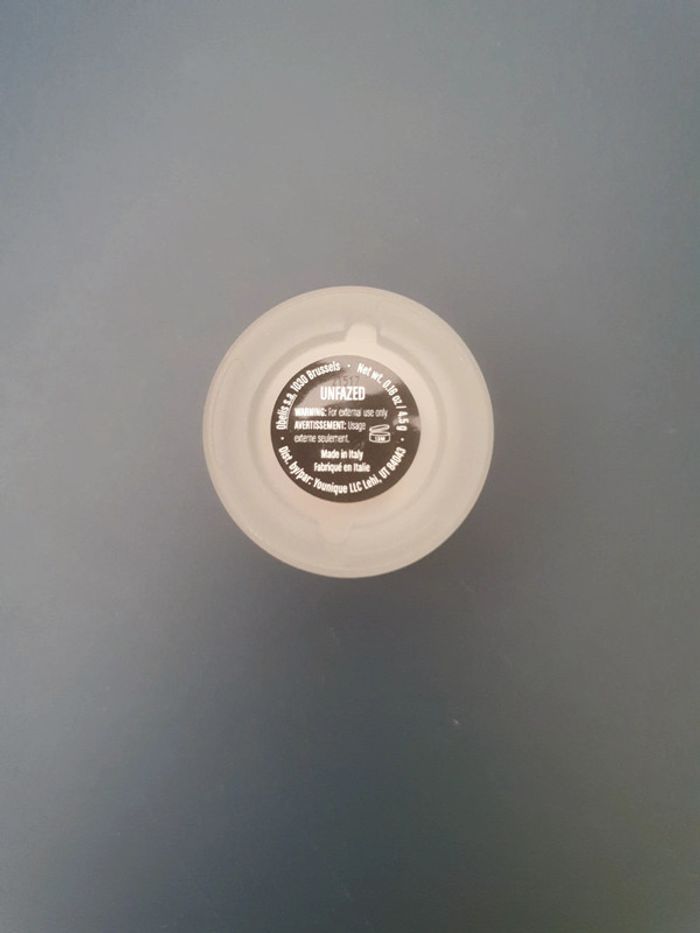 Obelis s.a. 1030 Brussels · Net wt. 0.16 oz / 4.5 g ·
UNFAZED
WARNING: For external use only
AVERTISSEMENT: Usage
externe seulement.
Made in Italy
Fabriqué en Italie
Dist. by/par: Younique LLC Lehi, UT 84043 ·